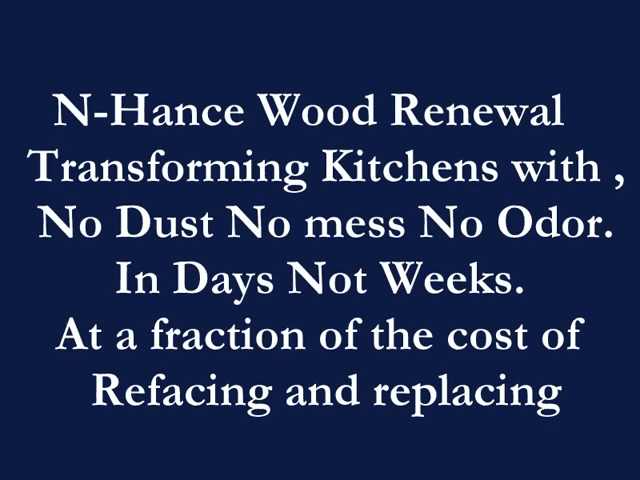 N-Hance Wood Renewal
Transforming Kitchens with ,
No Dust No mess No Odor.
In Days Not Weeks.
At a fraction of the cost of
Refacing and replacing